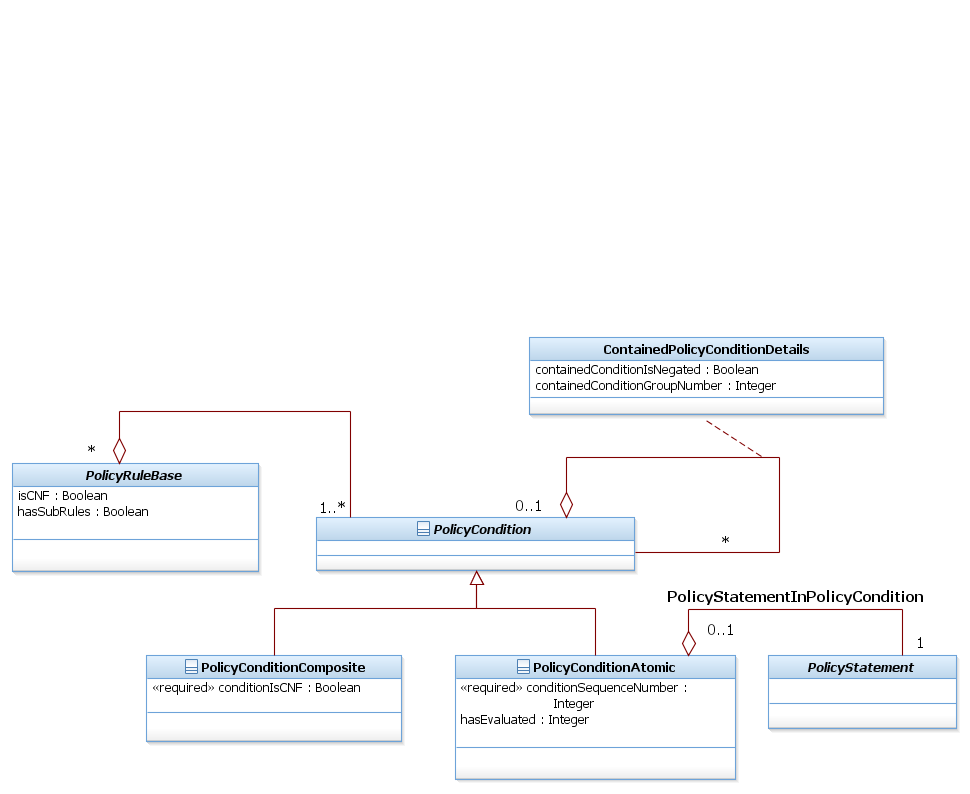 ContainedPolicyConditionDetails
containedConditionIsNegated : Boolean
containedConditionGroupNumber : Integer
*
PolicyRuleBase
isCNF : Boolean
hasSubRules : Boolean
1..*
0..1
PolicyCondition
*
PolicyStatementInPolicyCondition
0..1
1
PolicyConditionComposite
«required» conditionIsCNF : Boolean
PolicyConditionAtomic
«required» conditionSequenceNumber :
Integer
hasEvaluated : Integer
PolicyStatement